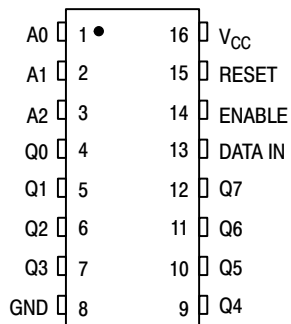 A0 1 16 VCC
A1 2 15 RESET
A2 3 14 ENABLE
Q0 4 13 DATA IN
Q1 5 12 Q7
Q2 6 11 Q6
Q3 7 10 Q5
GND 8 9 Q4